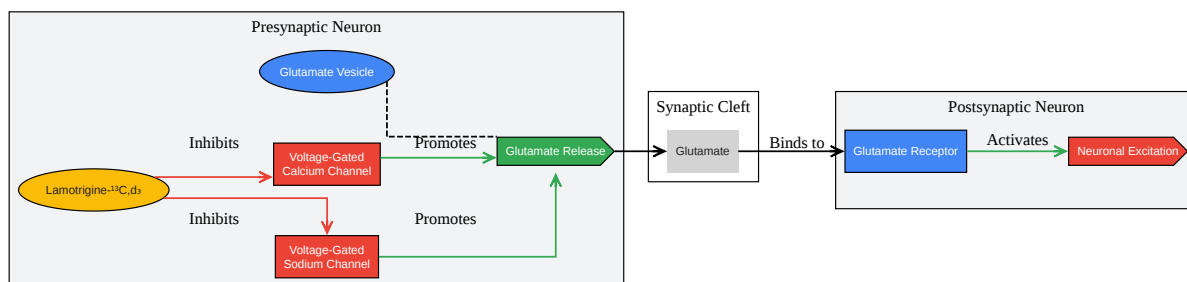 Presynaptic Neuron
Glutamate Vesicle
Inhibits
Promotes
Voltage-Gated
Calcium Channel
Glutamate Release
Lamotrigine-¹³C,d₃
Inhibits
Promotes
Voltage-Gated
Sodium Channel
Synaptic Cleft
Glutamate
Binds to
Postsynaptic Neuron
Glutamate Receptor
Activates
Neuronal Excitation